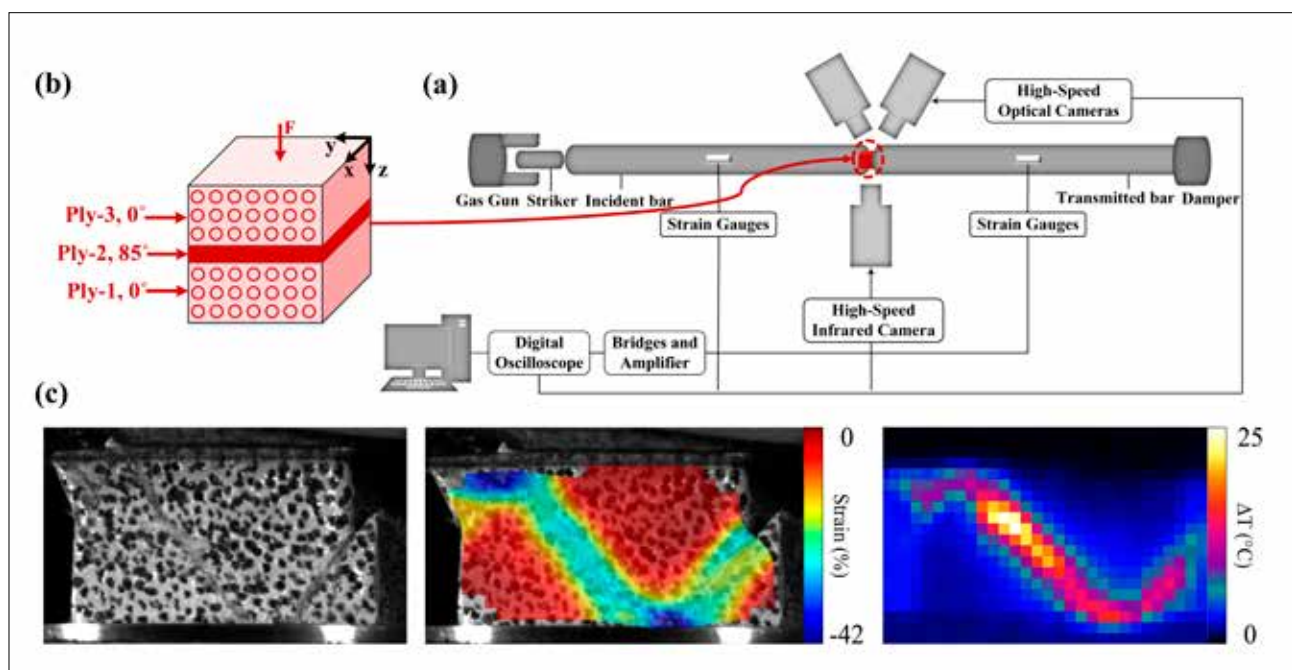 (b)
F
y
x
z
Ply-3, 0°
Ply-2, 85°
Ply-1, 0°
(a)
High-Speed
Optical Cameras
Gas Gun Striker Incident bar
Transmitted bar Damper
Strain Gauges
Strain Gauges
High-Speed
Infrared Camera
Digital
Oscilloscope
Bridges and
Amplifier
(c)
0
Strain (%)
-42
25
ΔT (°C)
0